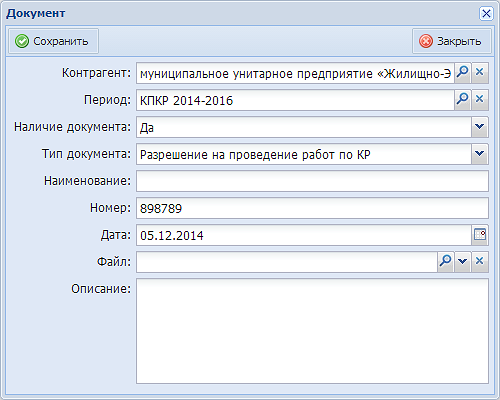 Документ
Сохранить Закрыть
Контрагент: муниципальное унитарное предприятие «Жилищно-Э
Период: КПКР 2014-2016
Наличие документа: Да
Тип документа: Разрешение на проведение работ по КР
Наименование:
Номер: 898789
Дата: 05.12.2014
Файл:
Описание: